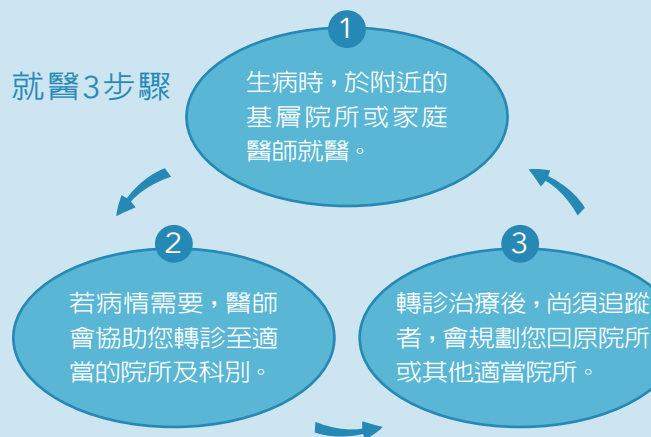 就醫3步驟
1
生病時，於附近的
基層院所或家庭
醫師就醫。
2
若病情需要，醫師
會協助您轉診至適
當的院所及科別。
3
轉診治療後，尚須追蹤
者，會規劃您回原院所
或其他適當院所。